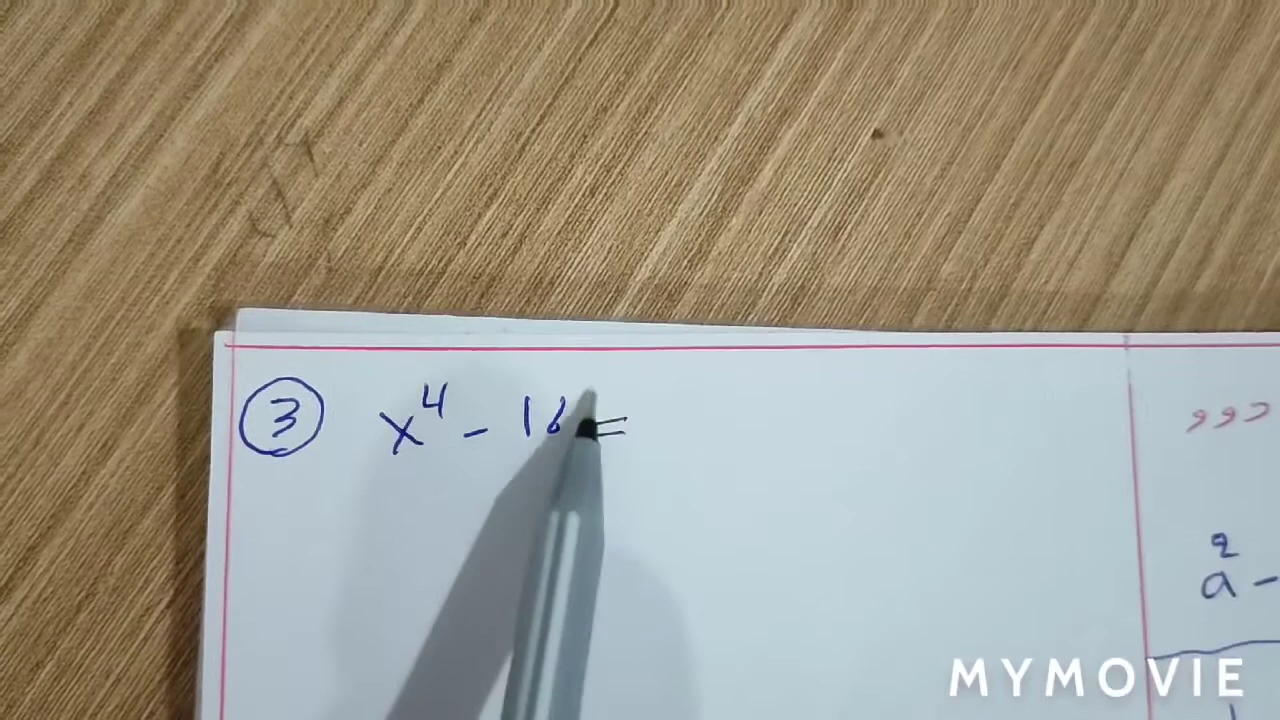 ③ x⁴ - 16 =
a² -
MYMOVIE